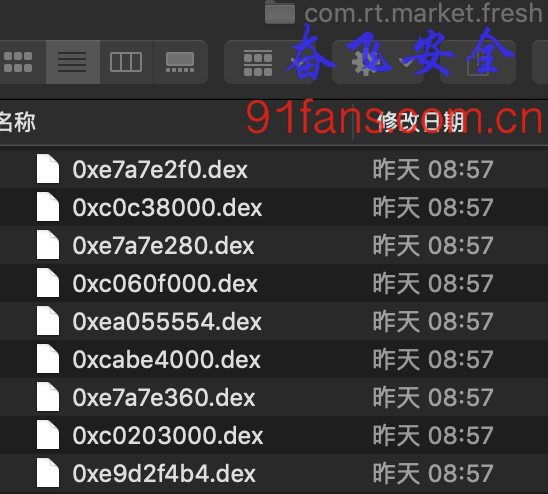 com.rt.market.fresh
奋飞安全
91fans.com.cn
名称 修改日期
0xe7a7e2f0.dex 昨天 08:57
0xc0c38000.dex 昨天 08:57
0xe7a7e280.dex 昨天 08:57
0xc060f000.dex 昨天 08:57
0xea055554.dex 昨天 08:57
0xcabe4000.dex 昨天 08:57
0xe7a7e360.dex 昨天 08:57
0xc0203000.dex 昨天 08:57
0xe9d2f4b4.dex 昨天 08:57